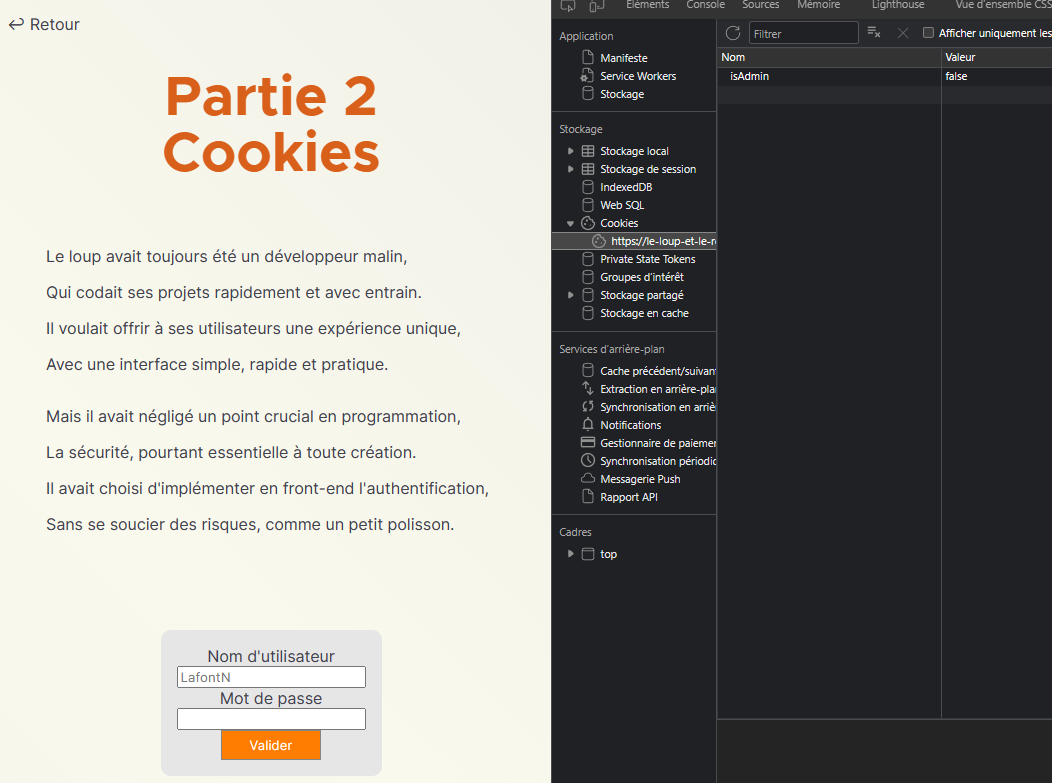 ↩ Retour
Partie 2
Cookies
Le loup avait toujours été un développeur malin,
Qui codait ses projets rapidement et avec entrain.
Il voulait offrir à ses utilisateurs une expérience unique,
Avec une interface simple, rapide et pratique.
Mais il avait négligé un point crucial en programmation,
La sécurité, pourtant essentielle à toute création.
Il avait choisi d'implémenter en front-end l'authentification,
Sans se soucier des risques, comme un petit polisson.
Nom d'utilisateur
LafontN
Mot de passe
Valider
Éléments Console Sources Mémoire Lighthouse Vue d'ensemble CSS
Application
Manifeste
Service Workers
Stockage
Stockage
Stockage local
Stockage de session
IndexedDB
Web SQL
Cookies
https://le-loup-et-le-r
Private State Tokens
Groupes d'intérêt
Stockage partagé
Stockage en cache
Services d'arrière-plan
Cache précédent/suivant
Extraction en arrière-pla
Synchronisation en arriè
Notifications
Gestionnaire de paiemen
Synchronisation périodic
Messagerie Push
Rapport API
Cadres
top
Filtrer
Afficher uniquement les
Nom Valeur
isAdmin false